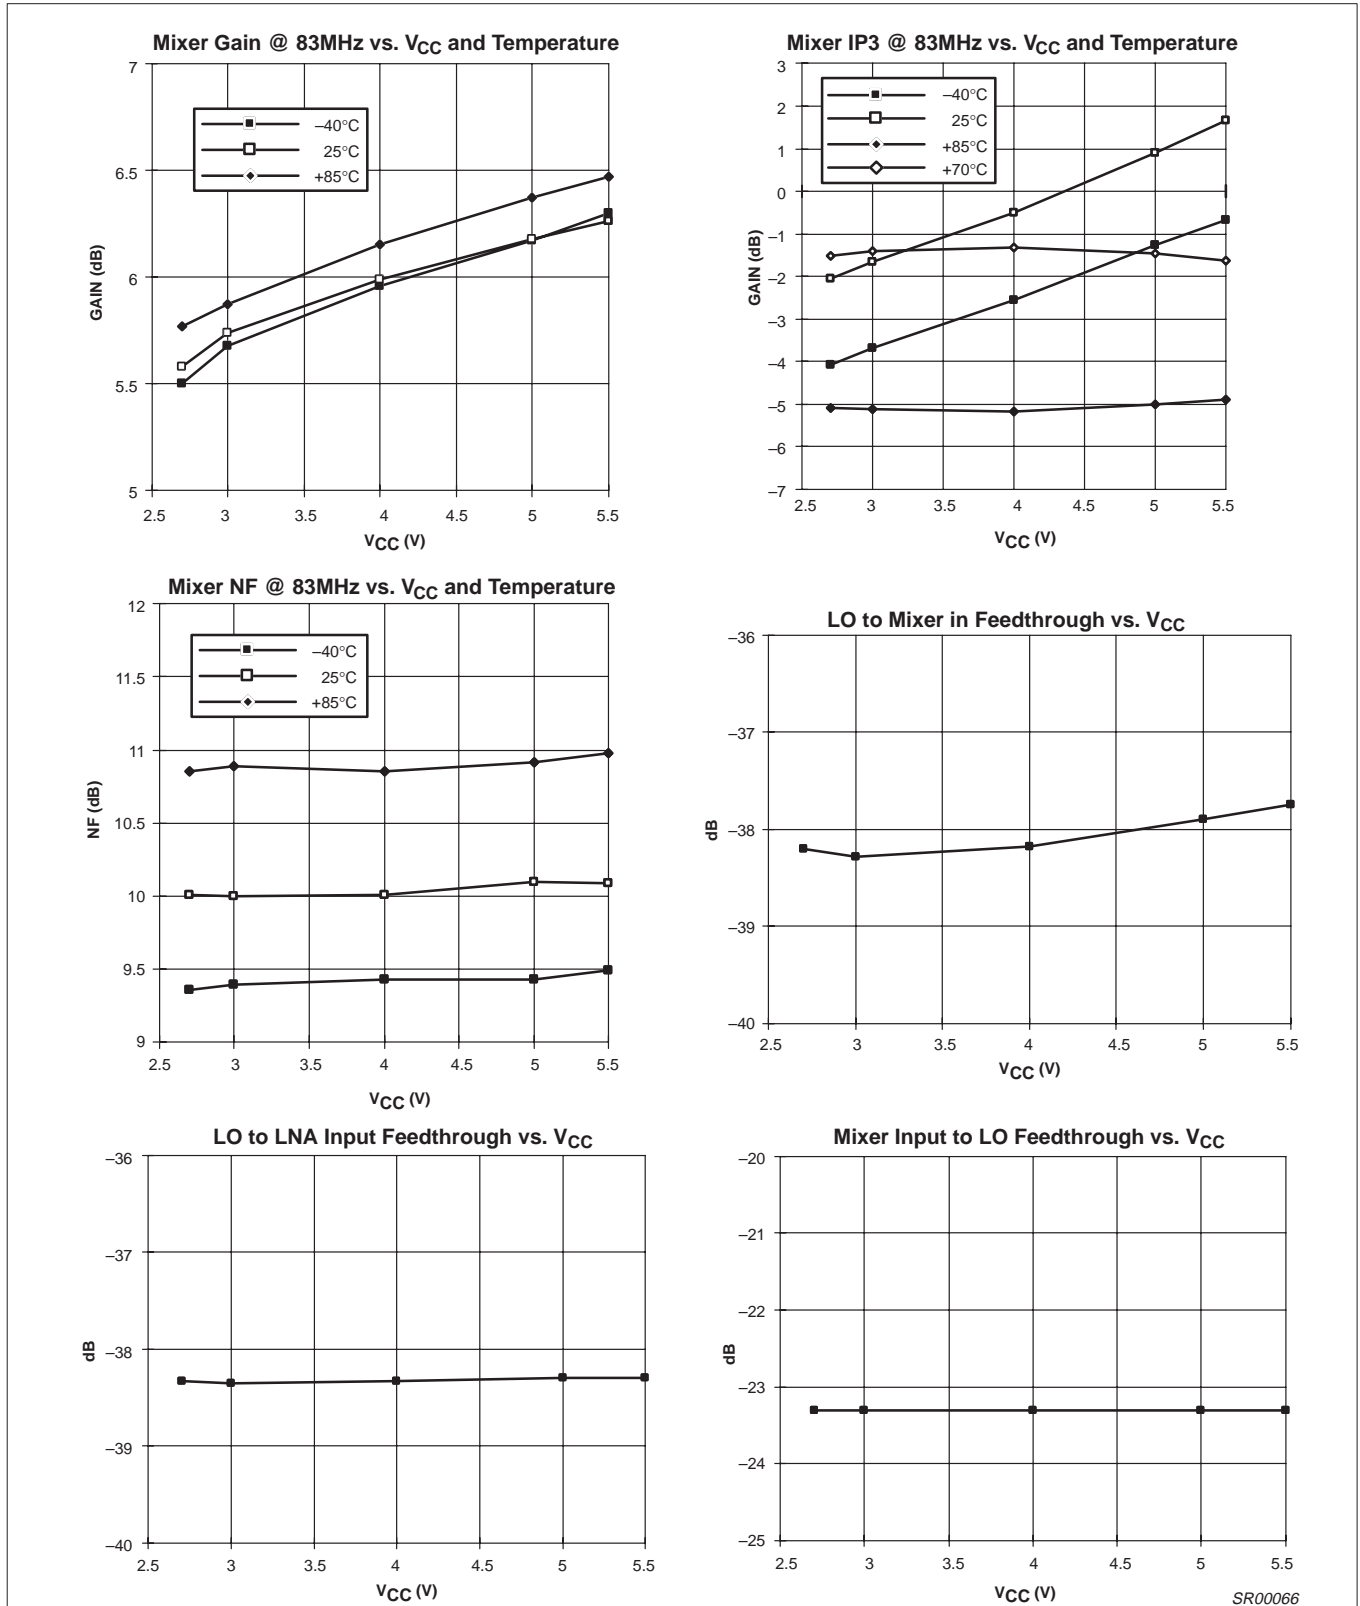 Mixer Gain @ 83MHz vs. VCC and Temperature
7
6.5
6
5.5
5
GAIN (dB)
–40°C
25°C
+85°C
2.5 3 3.5 4 4.5 5 5.5
VCC (V)
Mixer IP3 @ 83MHz vs. VCC and Temperature
3
2
1
0
–1
–2
–3
–4
–5
–6
–7
GAIN (dB)
–40°C
25°C
+85°C
+70°C
2.5 3 3.5 4 4.5 5 5.5
VCC (V)
Mixer NF @ 83MHz vs. VCC and Temperature
12
11.5
11
10.5
10
9.5
9
NF (dB)
–40°C
25°C
+85°C
2.5 3 3.5 4 4.5 5 5.5
VCC (V)
LO to Mixer in Feedthrough vs. VCC
–36
–37
–38
–39
–40
dB
2.5 3 3.5 4 4.5 5 5.5
VCC (V)
LO to LNA Input Feedthrough vs. VCC
–36
–37
–38
–39
–40
dB
2.5 3 3.5 4 4.5 5 5.5
VCC (V)
Mixer Input to LO Feedthrough vs. VCC
–20
–21
–22
–23
–24
–25
dB
2.5 3 3.5 4 4.5 5 5.5
VCC (V)
SR00066